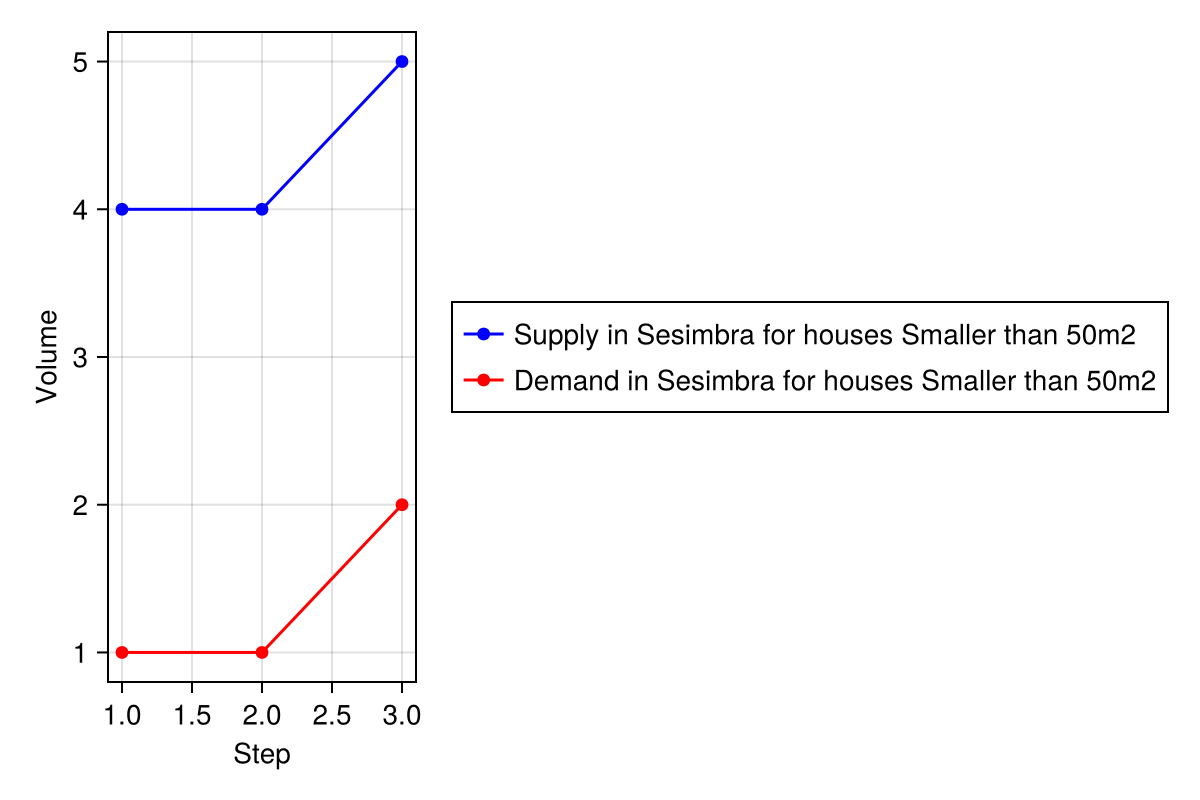 5
4
3
2
1
Volume
1.0 1.5 2.0 2.5 3.0
Step
Supply in Sesimbra for houses Smaller than 50m2
Demand in Sesimbra for houses Smaller than 50m2